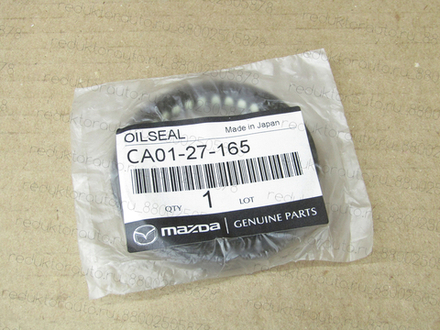 OILSEAL
Made in Japan
CA01-27-165
QTY 1 LOT
mazda GENUINE PARTS